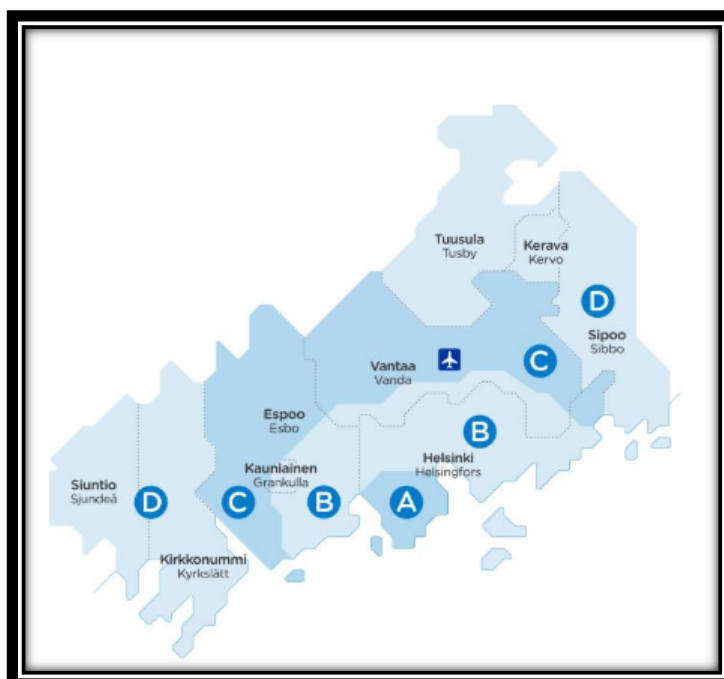 Tuusula
Tusby
Kerava
Kervo
D
Sipoo
Sibbo
Vantaa
Vanda
C
Espoo
Esbo
B
Helsinki
Helsingfors
Kauniainen
Grankulla
Siuntio
Sjundeå
D
C
B
A
Kirkkonummi
Kyrkslätt